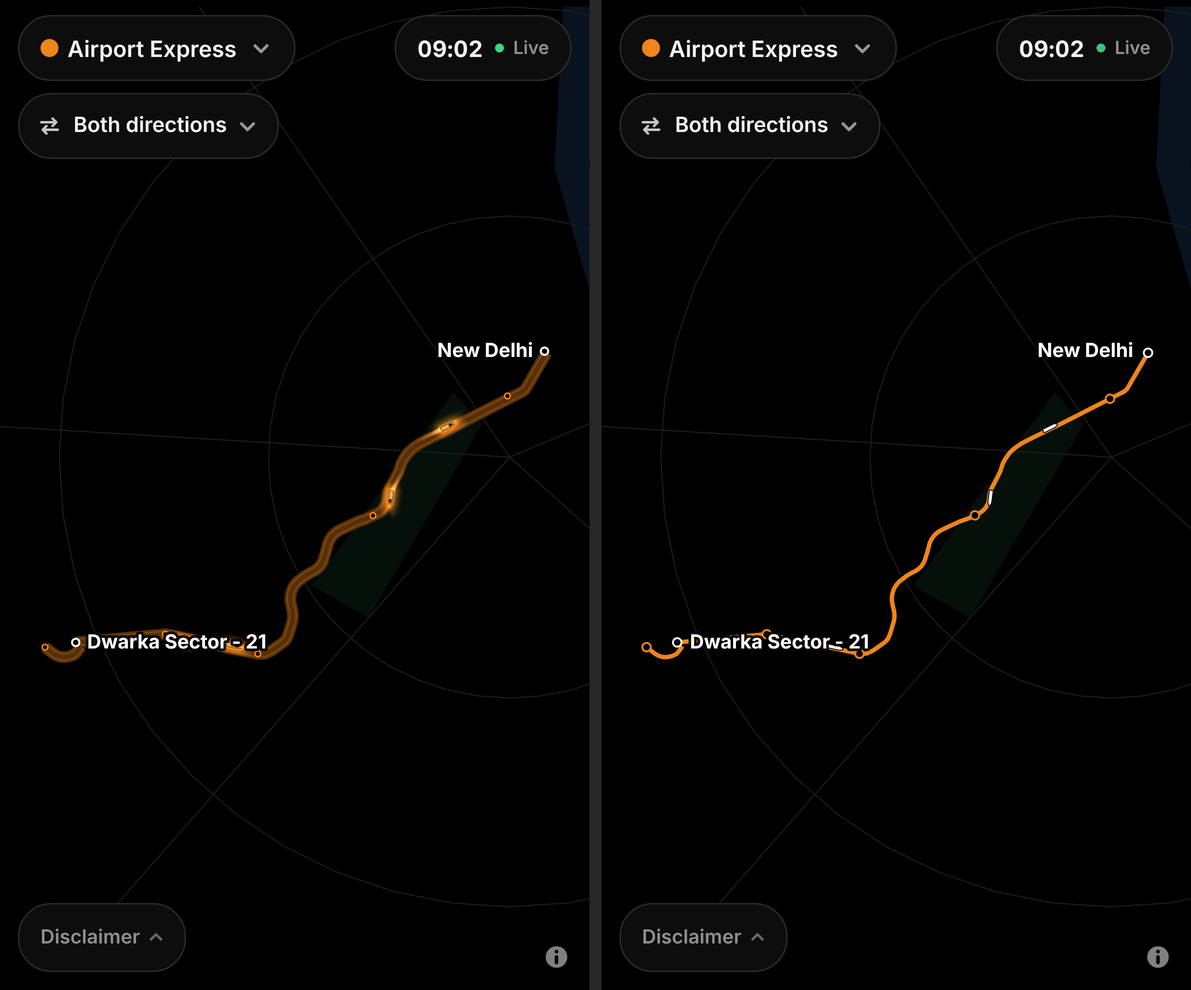 Airport Express
09:02 Live
Both directions
New Delhi
Dwarka Sector - 21
Disclaimer
Airport Express
09:02 Live
Both directions
New Delhi
Dwarka Sector - 21
Disclaimer